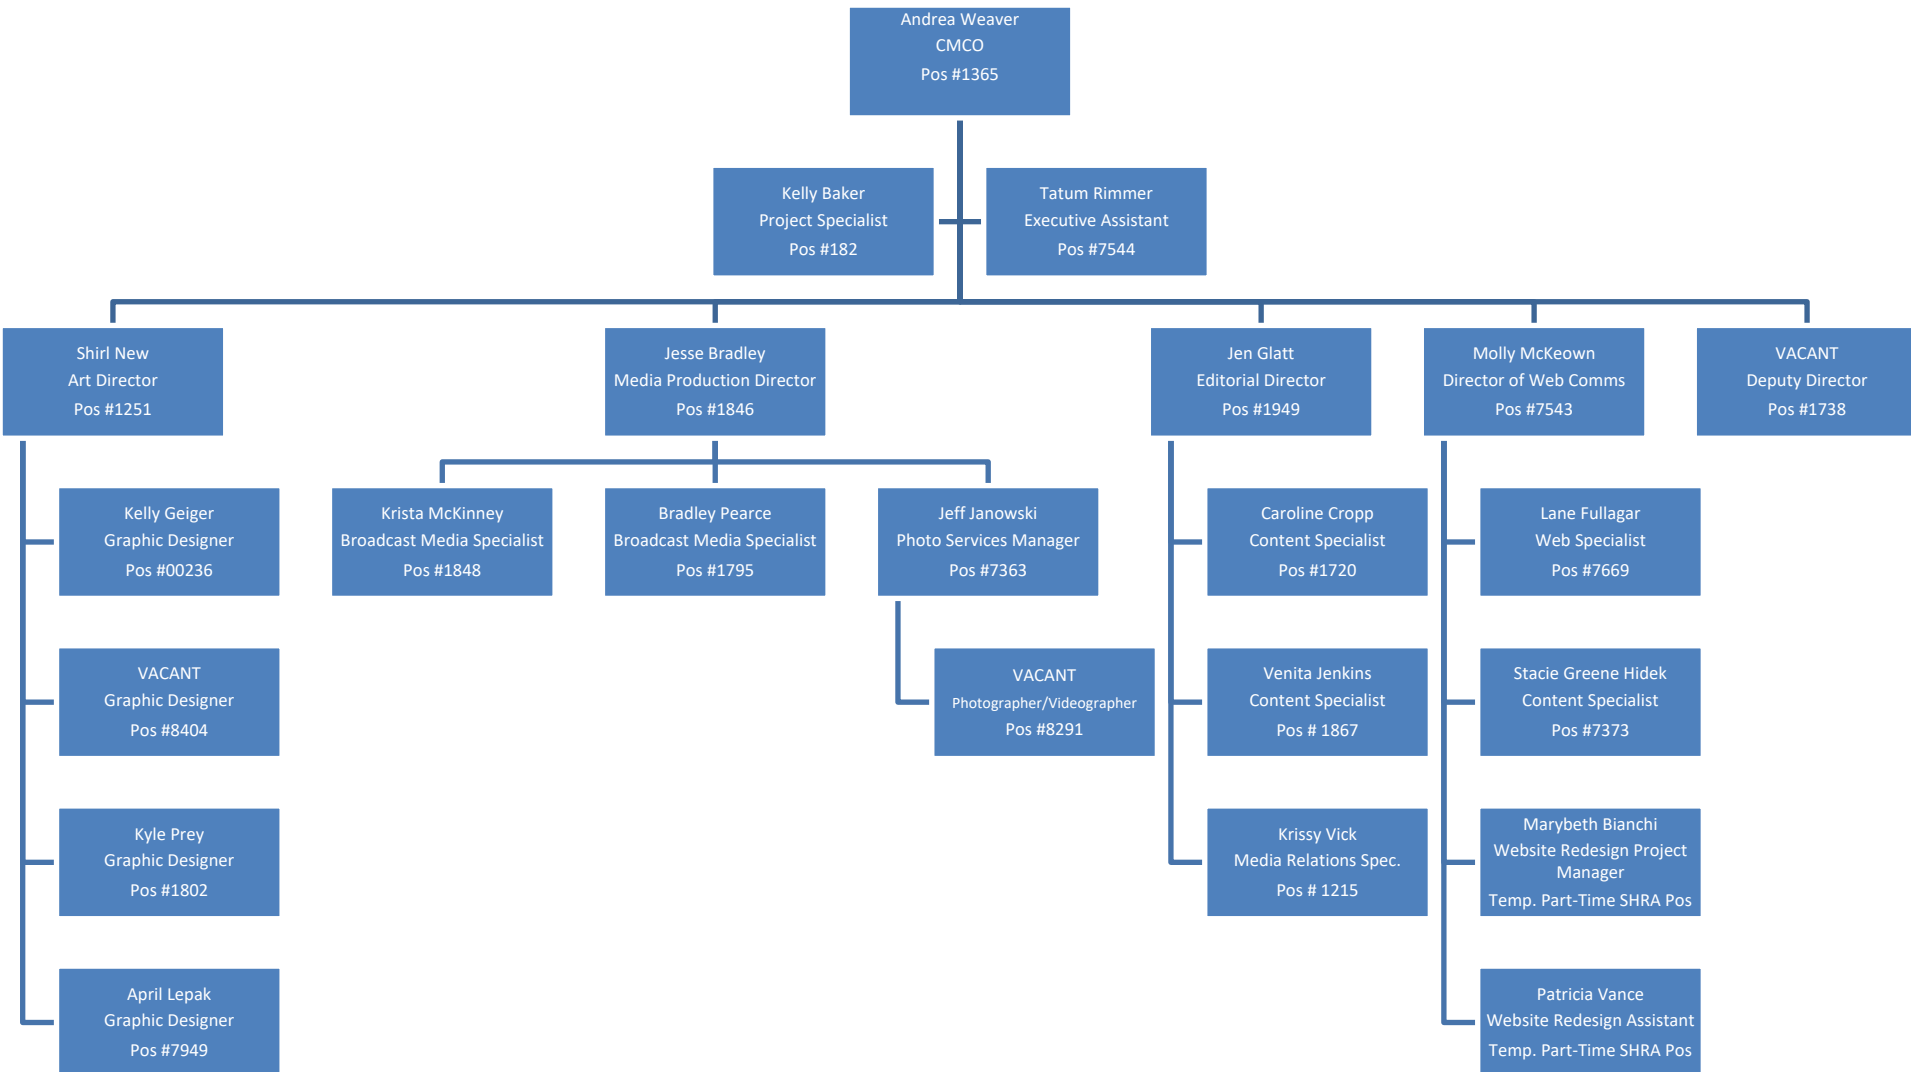 Andrea Weaver
CMCO
Pos #1365
Kelly Baker
Project Specialist
Pos #182
Tatum Rimmer
Executive Assistant
Pos #7544
Shirl New
Art Director
Pos #1251
Jesse Bradley
Media Production Director
Pos #1846
Jen Glatt
Editorial Director
Pos #1949
Molly McKeown
Director of Web Comms
Pos #7543
VACANT
Deputy Director
Pos #1738
Kelly Geiger
Graphic Designer
Pos #00236
Krista McKinney
Broadcast Media Specialist
Pos #1848
Bradley Pearce
Broadcast Media Specialist
Pos #1795
Jeff Janowski
Photo Services Manager
Pos #7363
Caroline Cropp
Content Specialist
Pos #1720
Lane Fullagar
Web Specialist
Pos #7669
VACANT
Graphic Designer
Pos #8404
VACANT
Photographer/Videographer
Pos #8291
Venita Jenkins
Content Specialist
Pos # 1867
Stacie Greene Hidek
Content Specialist
Pos #7373
Kyle Prey
Graphic Designer
Pos #1802
Krissy Vick
Media Relations Spec.
Pos # 1215
Marybeth Bianchi
Website Redesign Project
Manager
Temp. Part-Time SHRA Pos
April Lepak
Graphic Designer
Pos #7949
Patricia Vance
Website Redesign Assistant
Temp. Part-Time SHRA Pos